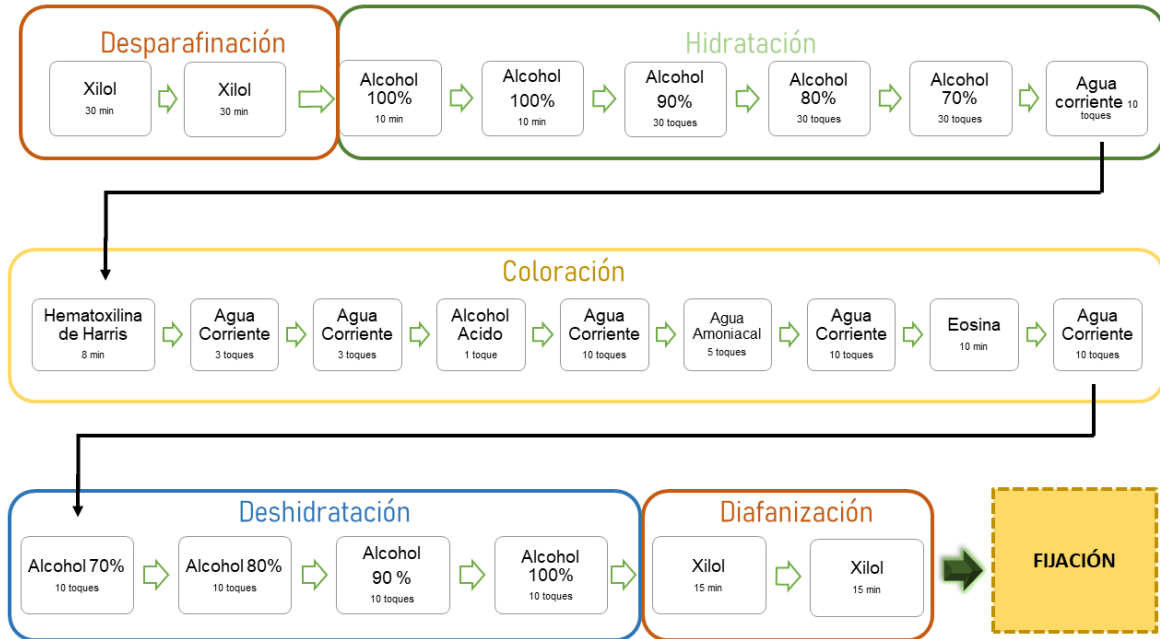 Desparafinación
Hidratación
Xilol
30 min
Xilol
30 min
Alcohol
100%
10 min
Alcohol
100%
10 min
Alcohol
90%
30 toques
Alcohol
80%
30 toques
Alcohol
70%
30 toques
Agua
corriente 10
toques
Coloración
Hematoxilina
de Harris
8 min
Agua
Corriente
3 toques
Agua
Corriente
3 toques
Alcohol
Acido
1 toque
Agua
Corriente
10 toques
Agua
Amoniacal
5 toques
Agua
Corriente
10 toques
Eosina
10 min
Agua
Corriente
10 toques
Deshidratación
Diafanización
Alcohol 70%
10 toques
Alcohol 80%
10 toques
Alcohol
90 %
10 toques
Alcohol
100%
10 toques
Xilol
15 min
Xilol
15 min
FIJACIÓN